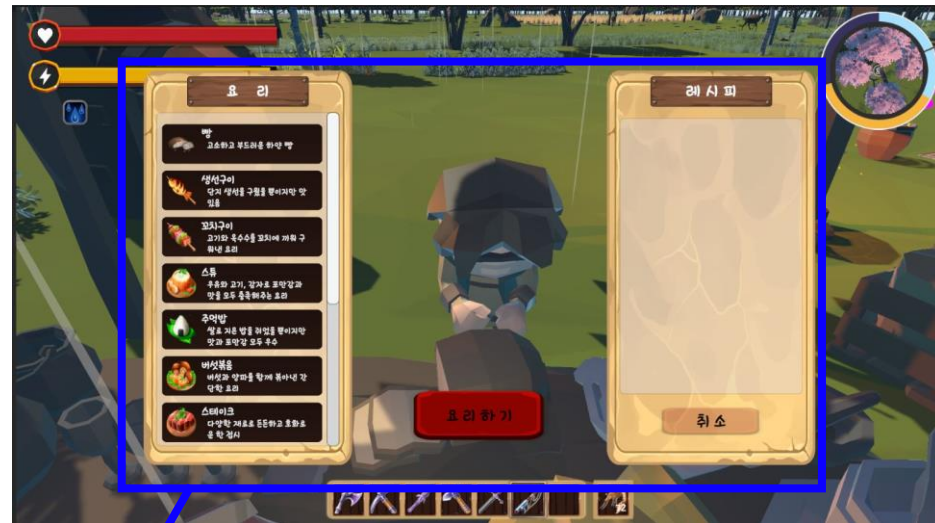 요리
빵
고소하고 부드러운 하얀 빵
생선구이
단지 생선을 구웠을 뿐이지만 맛
있음
꼬치구이
고기와 옥수수를 꼬치에 끼워 구
워낸 요리
스튜
우유와 고기, 감자로 포만감과
맛을 모두 충족해주는 요리
주먹밥
쌀로 지은 밥을 쥐었을 뿐이지만
맛과 포만감 모두 우수
버섯볶음
버섯과 양파를 함께 볶아낸 간
단한 요리
스테이크
다양한 재료로 든든하고 호화로
운 한 접시
요리하기
레시피
취소